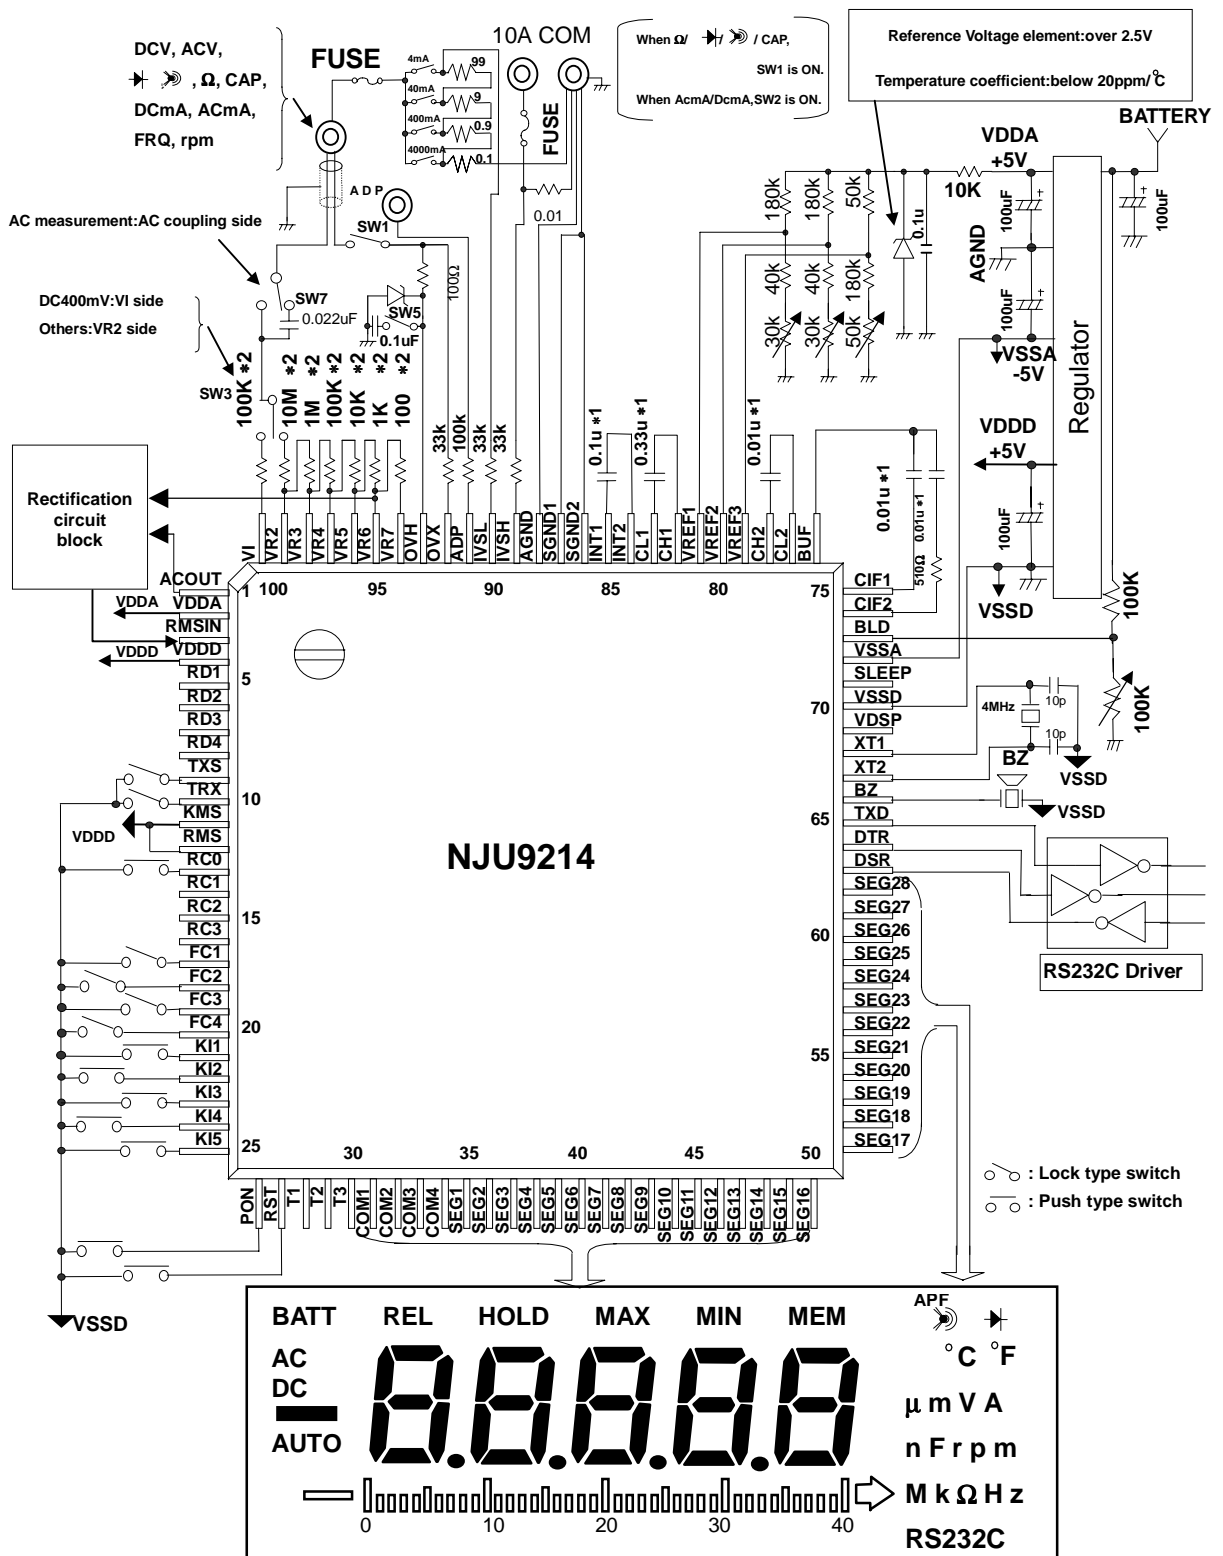 DCV, ACV,
, Ω, CAP,
DCmA, ACmA,
FRQ, rpm
FUSE
4mA
99
40mA
9
400mA
0.9
4000mA
0.1
10A COM
FUSE
0.01
When Ω/ / / CAP,
SW1 is ON.
When AcmA/DcmA,SW2 is ON.
Reference Voltage element:over 2.5V
Temperature coefficient:below 20ppm/°C
BATTERY
VDDA
+5V
10K
100uF
100uF
AGND
100uF
VSSA
-5V
Regulator
VDDD
+5V
100uF
VSSD
100K
100K
180k
180k
50k
0.1u
40k
40k
180k
30k
30k
50k
A D P
SW1
AC measurement:AC coupling side
100Ω
SW7
0.022uF
SW5
0.1uF
DC400mV:VI side
Others:VR2 side
SW3
100K *2
10M *2
1M *2
100K *2
10K *2
1K *2
100 *2
33k
100k
33k
33k
0.1u *1
0.33u *1
0.01u *1
0.01u *1
0.01u *1
510Ω
Rectification
circuit
block
VI
VR2
VR3
VR4
VR5
VR6
VR7
OVH
OVX
ADP
IVSL
IVSH
AGND
SGND1
SGND2
INT1
INT2
CL1
CH1
VREF1
VREF2
VREF3
CH2
CL2
BUF
1
100
95
90
85
80
75
ACOUT
VDDA
VDDA
RMSIN
VDDD
VDDD
RD1
5
RD2
RD3
RD4
TXS
TRX
10
KMS
VDDD
RMS
RC0
RC1
RC2
15
RC3
FC1
FC2
FC3
FC4
20
KI1
KI2
KI3
KI4
KI5
25
NJU9214
CIF1
CIF2
BLD
VSSA
SLEEP
VSSD
70
VDSP
XT1
XT2
BZ
TXD
65
DTR
DSR
SEG28
SEG27
SEG26
60
SEG25
SEG24
SEG23
SEG22
SEG21
55
SEG20
SEG19
SEG18
SEG17
4MHz
10p
10p
VSSD
BZ
VSSD
RS232C Driver
30
35
40
45
50
PON
RST
T1
T2
T3
COM1
COM2
COM3
COM4
SEG1
SEG2
SEG3
SEG4
SEG5
SEG6
SEG7
SEG8
SEG9
SEG10
SEG11
SEG12
SEG13
SEG14
SEG15
SEG16
: Lock type switch
: Push type switch
VSSD
BATT REL HOLD MAX MIN MEM
APF
AC
DC
AUTO
8.8.8.8.8
°C °F
μ m V A
n F r p m
M k Ω H z
RS232C
0 10 20 30 40